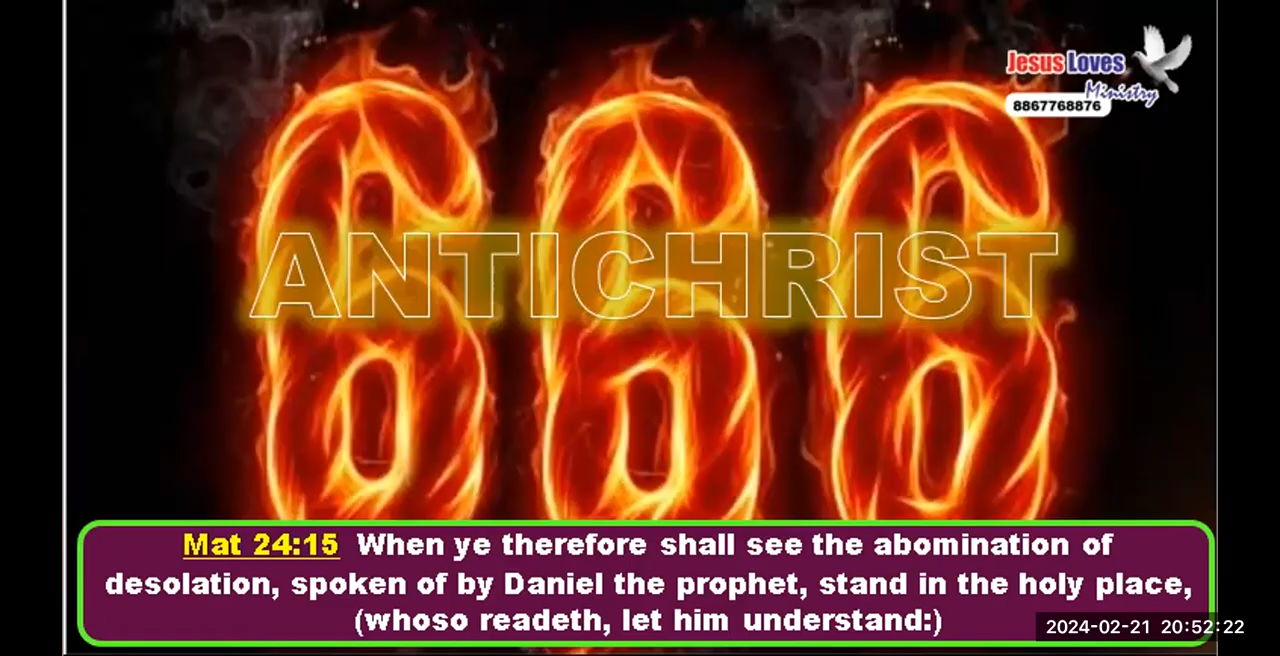 Jesus Loves
Ministry
8867768876
666
ANTICHRIST
Mat 24:15 When ye therefore shall see the abomination of
desolation, spoken of by Daniel the prophet, stand in the holy place,
(whoso readeth, let him understand:)
2024-02-21 20:52:22